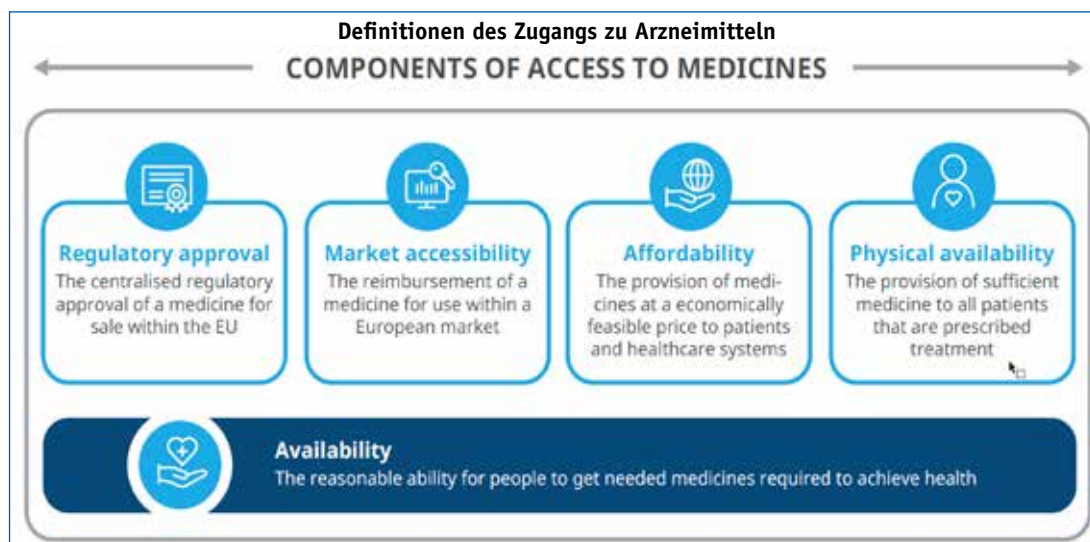 Definitionen des Zugangs zu Arzneimitteln
COMPONENTS OF ACCESS TO MEDICINES
Regulatory approval
The centralised regulatory
approval of a medicine for
sale within the EU
Market accessibility
The reimbursement of a
medicine for use within a
European market
Affordability
The provision of medi-
cines at a economically
feasible price to patients
and healthcare systems
Physical availability
The provision of sufficient
medicine to all patients
that are prescribed
treatment
Availability
The reasonable ability for people to get needed medicines required to achieve health